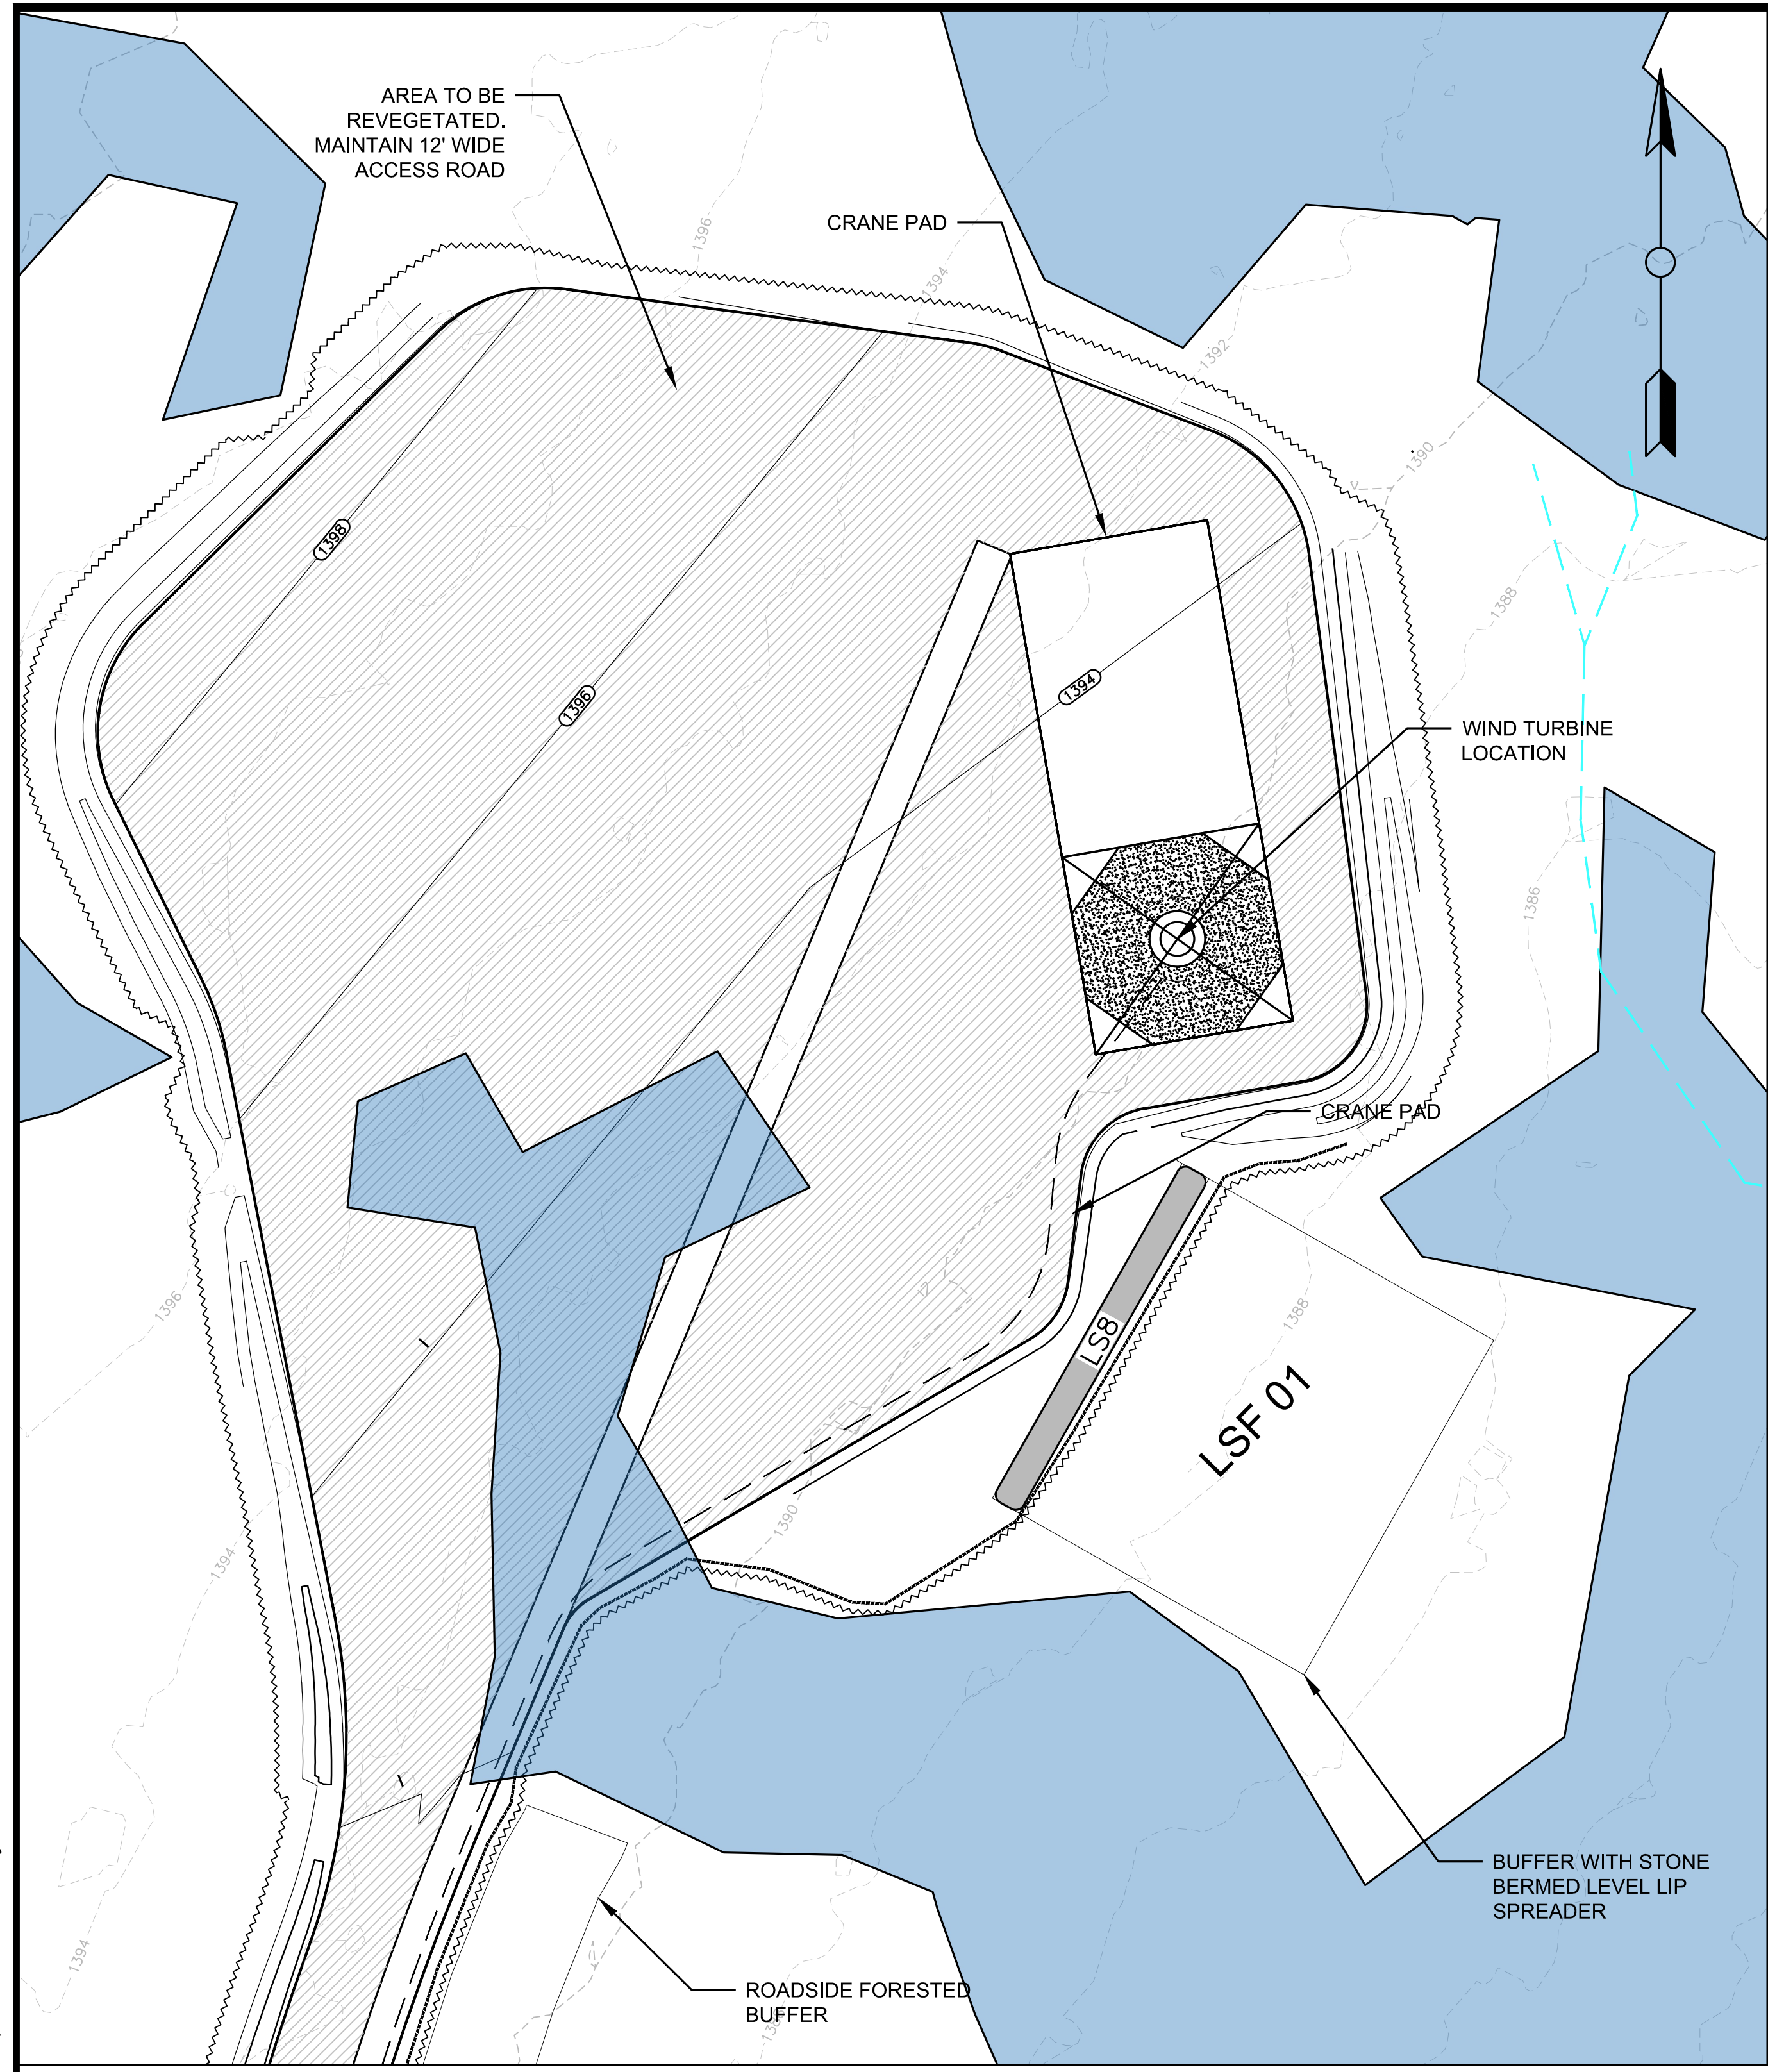 AREA TO BE
REVEGETATED.
MAINTAIN 12' WIDE
ACCESS ROAD
CRANE PAD
1396
1394
1392
1390
1388
1398
1396
1394
WIND TURBINE
LOCATION
1386
CRANE PAD
1396
LS8
1388
LSF 01
1390
1394
BUFFER WITH STONE
BERMED LEVEL LIP
SPREADER
1394
ROADSIDE FORESTED
BUFFER